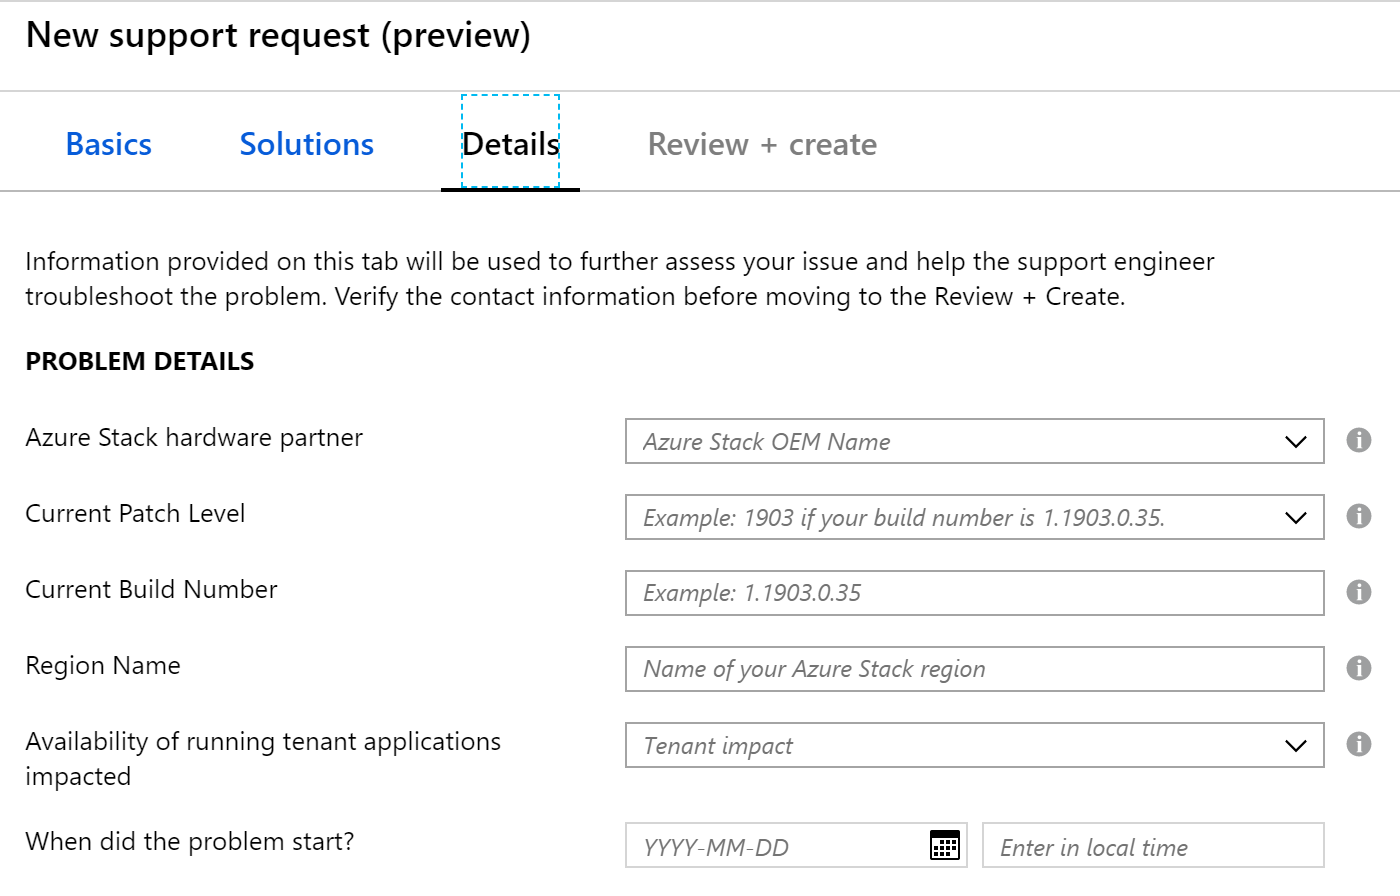 New support request (preview)
Basics Solutions Details Review + create
Information provided on this tab will be used to further assess your issue and help the support engineer
troubleshoot the problem. Verify the contact information before moving to the Review + Create.
PROBLEM DETAILS
Azure Stack hardware partner Azure Stack OEM Name
Current Patch Level Example: 1903 if your build number is 1.1903.0.35.
Current Build Number Example: 1.1903.0.35
Region Name Name of your Azure Stack region
Availability of running tenant applications
impacted
Tenant impact
When did the problem start? YYYY-MM-DD Enter in local time